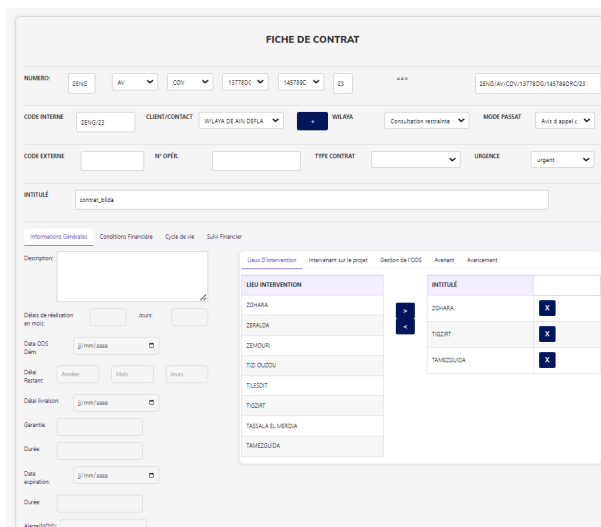 FICHE DE CONTRAT
NUMERO: 2ENG AV COV 13778DC 145789C 23 ==> 2ENG/AV/COV/13778DG/145789DRC/23
CODE INTERNE 2ENG/23 CLIENT/CONTACT WILAYA DE AIN DEFLA + WILAYA Consultation restrainte MODE PASSAT Avis d appel c
CODE EXTERNE N° OPÉR. TYPE CONTRAT URGENCE urgent
INTITULÉ contrat_blida
Informations Générales Conditions Financière Cycle de vie Suivi Financier
Description:
Délais de réalisation en mois: Jours:
Date ODS Dém: jj/mm/aaaa
Délai Restant: Années Mois Jours
Délai livraison: jj/mm/aaaa
Garantie:
Durée:
Date expiration: jj/mm/aaaa
Durée:
Alerte(MOIS):
Lieux D'intervention Intervenant sur le projet Gestion de l'ODS Avenant Avancement
LIEU INTERVENTION
ZGHARA
ZERALDA
ZEMOURI
TIZI OUZOU
TILESDIT
TIGZIRT
TASSALA EL MERDJA
TAMEZGUIDA
>
<
INTITULÉ
ZGHARA X
TIGZIRT X
TAMEZGUIDA X